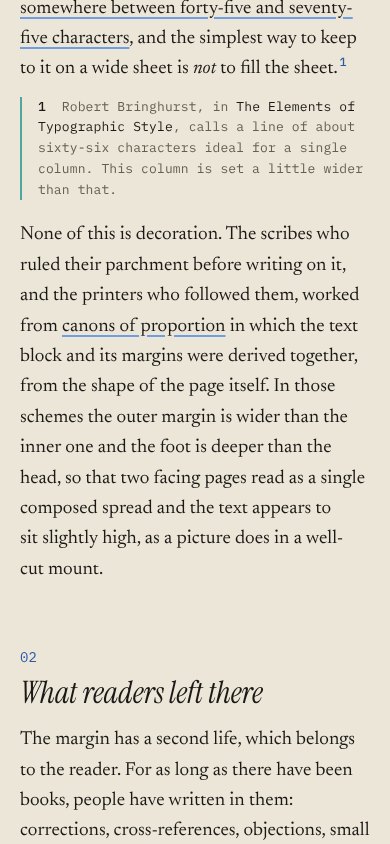 somewhere between forty-five and seventy-
five characters, and the simplest way to keep
to it on a wide sheet is not to fill the sheet.1
1 Robert Bringhurst, in The Elements of
Typographic Style, calls a line of about
sixty-six characters ideal for a single
column. This column is set a little wider
than that.
None of this is decoration. The scribes who
ruled their parchment before writing on it,
and the printers who followed them, worked
from canons of proportion in which the text
block and its margins were derived together,
from the shape of the page itself. In those
schemes the outer margin is wider than the
inner one and the foot is deeper than the
head, so that two facing pages read as a single
composed spread and the text appears to
sit slightly high, as a picture does in a well-
cut mount.
02
What readers left there
The margin has a second life, which belongs
to the reader. For as long as there have been
books, people have written in them:
corrections, cross-references, objections, small